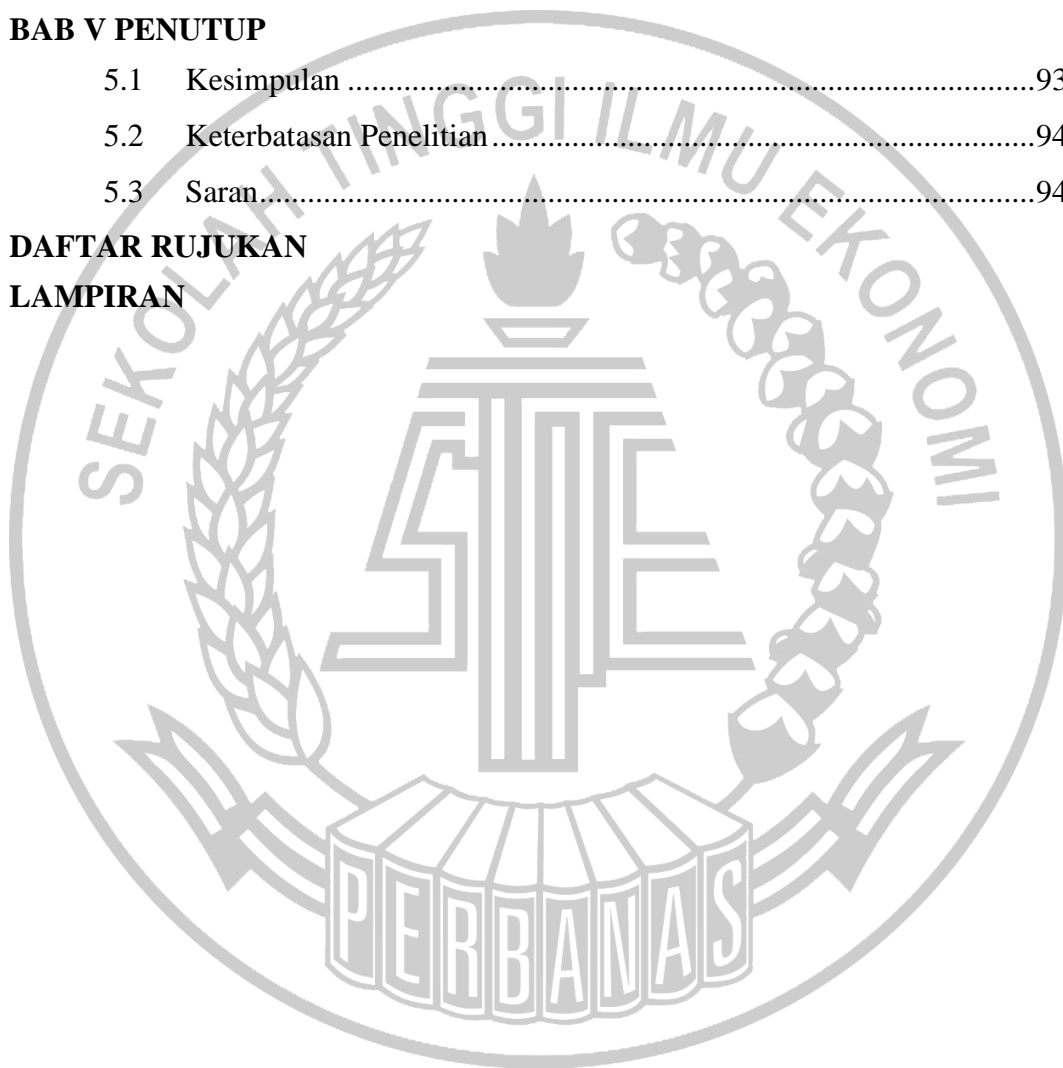 BAB V PENUTUP
5.1 Kesimpulan ........................................................................................93
5.2 Keterbatasan Penelitian ......................................................................94
5.3 Saran....................................................................................................94
DAFTAR RUJUKAN
LAMPIRAN
SEKOLAH TINGGI ILMU EKONOMI
STIE
PERBANAS